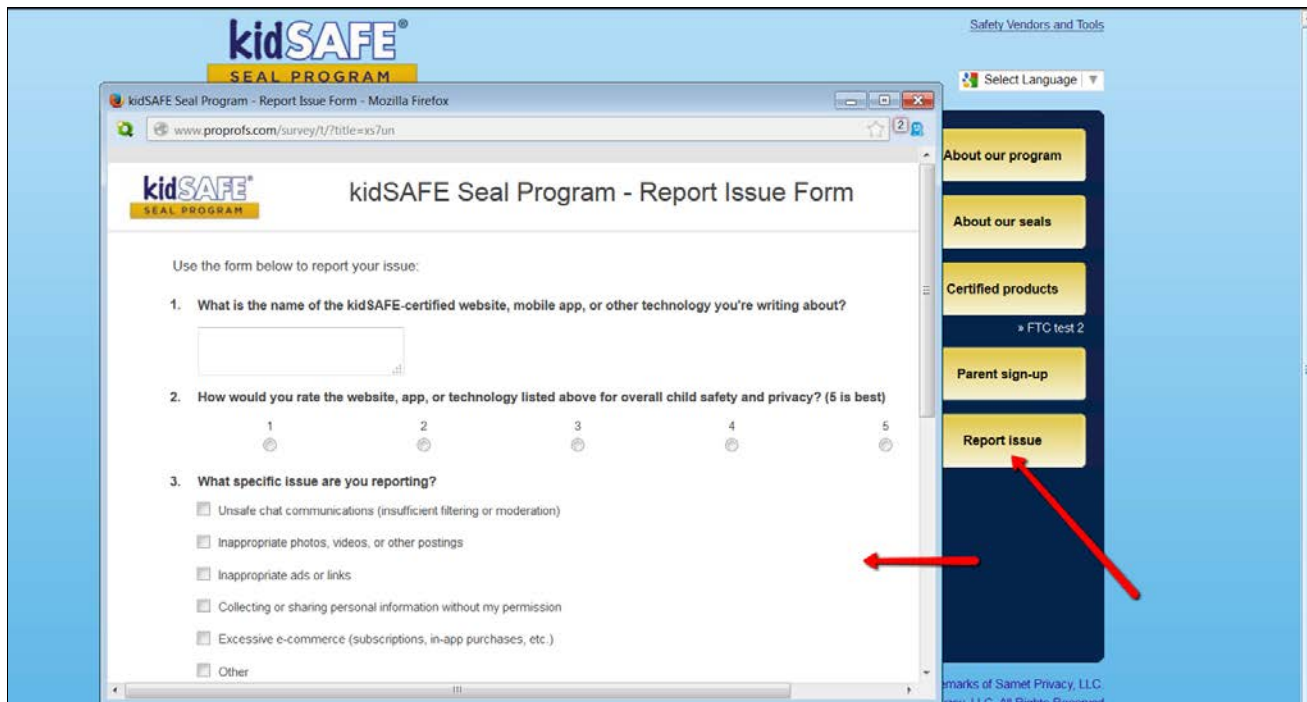 kidSAFE®
SEAL PROGRAM
Safety Vendors and Tools
Select Language ▼
kidSAFE Seal Program - Report Issue Form - Mozilla Firefox
www.proprofs.com/survey/t/?title=xs7un
2
kidSAFE®
SEAL PROGRAM
kidSAFE Seal Program - Report Issue Form
Use the form below to report your issue:
1. What is the name of the kidSAFE-certified website, mobile app, or other technology you're writing about?
2. How would you rate the website, app, or technology listed above for overall child safety and privacy? (5 is best)
1 2 3 4 5
3. What specific issue are you reporting?
Unsafe chat communications (insufficient filtering or moderation)
Inappropriate photos, videos, or other postings
Inappropriate ads or links
Collecting or sharing personal information without my permission
Excessive e-commerce (subscriptions, in-app purchases, etc.)
Other
About our program
About our seals
Certified products
» FTC test 2
Parent sign-up
Report issue
emarks of Samet Privacy, LLC.
LLC. All Rights Reserved